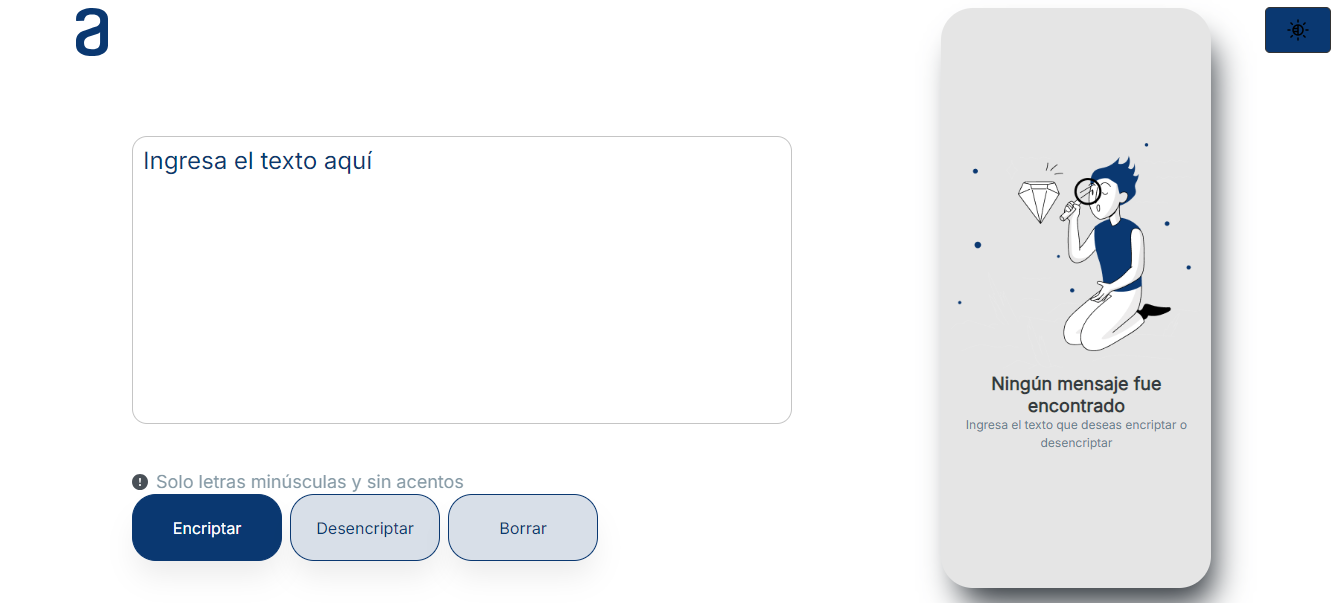 a
Ingresa el texto aquí
Solo letras minúsculas y sin acentos
Encriptar
Desencriptar
Borrar
Ningún mensaje fue
encontrado
Ingresa el texto que deseas encriptar o
desencriptar